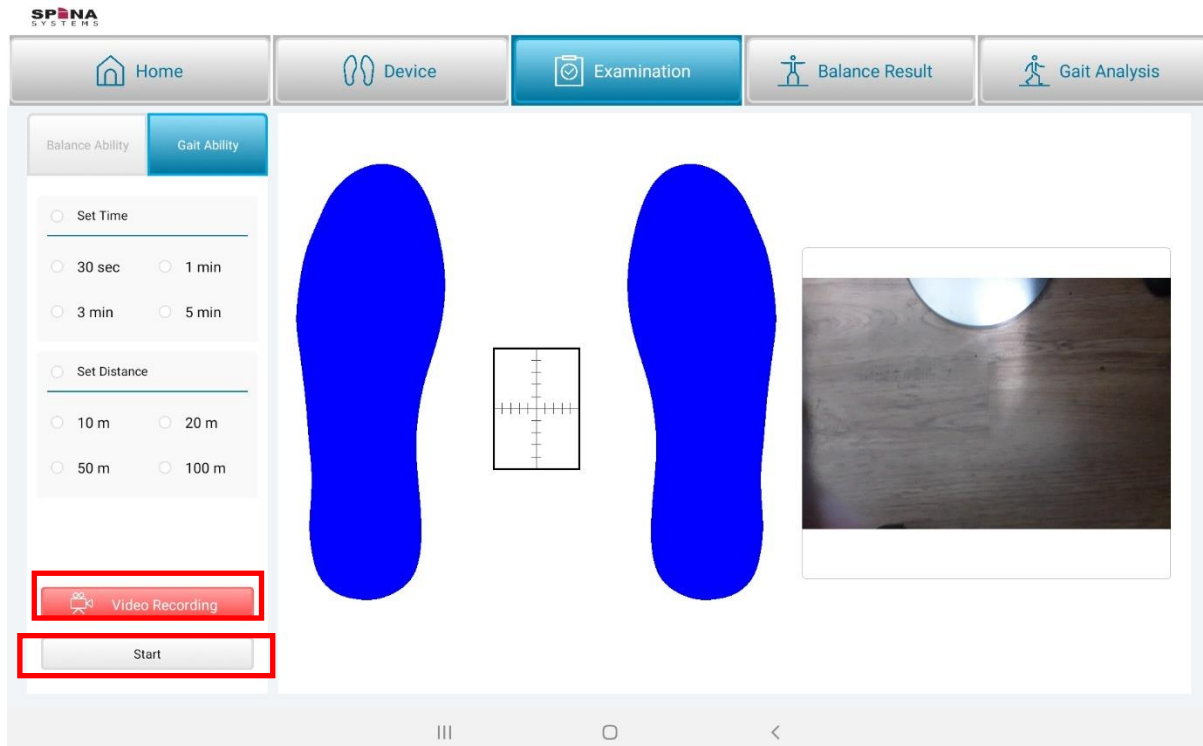 SPINA
SYSTEMS
Home Device Examination Balance Result Gait Analysis
Balance Ability Gait Ability
Set Time
30 sec 1 min
3 min 5 min
Set Distance
10 m 20 m
50 m 100 m
Video Recording
Start